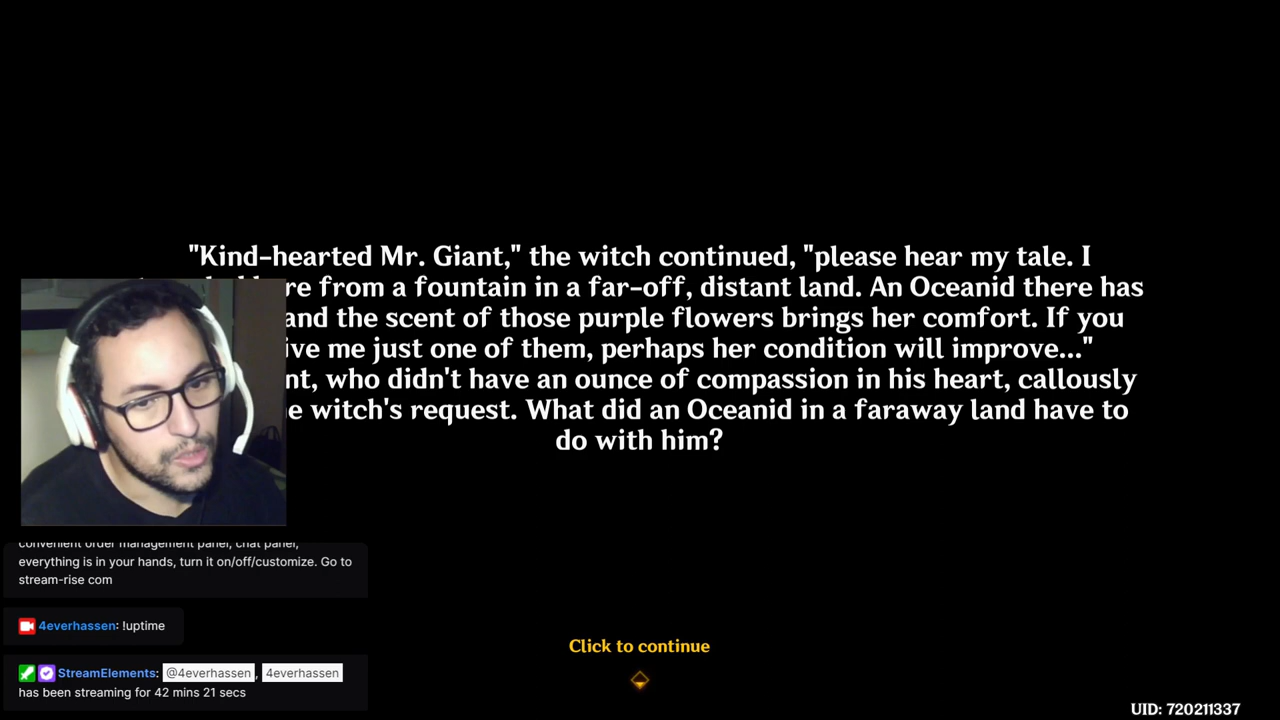 "Kind-hearted Mr. Giant," the witch continued, "please hear my tale. I
from a fountain in a far-off, distant land. An Oceanid there has
and the scent of those purple flowers brings her comfort. If you
me just one of them, perhaps her condition will improve..."
who didn't have an ounce of compassion in his heart, callously
witch's request. What did an Oceanid in a faraway land have to
do with him?
convenient order management panel, chat panel,
everything is in your hands, turn it on/off/customize. Go to
stream-rise com
4everhassen: !uptime
StreamElements: @4everhassen, 4everhassen
has been streaming for 42 mins 21 secs
Click to continue
UID: 720211337